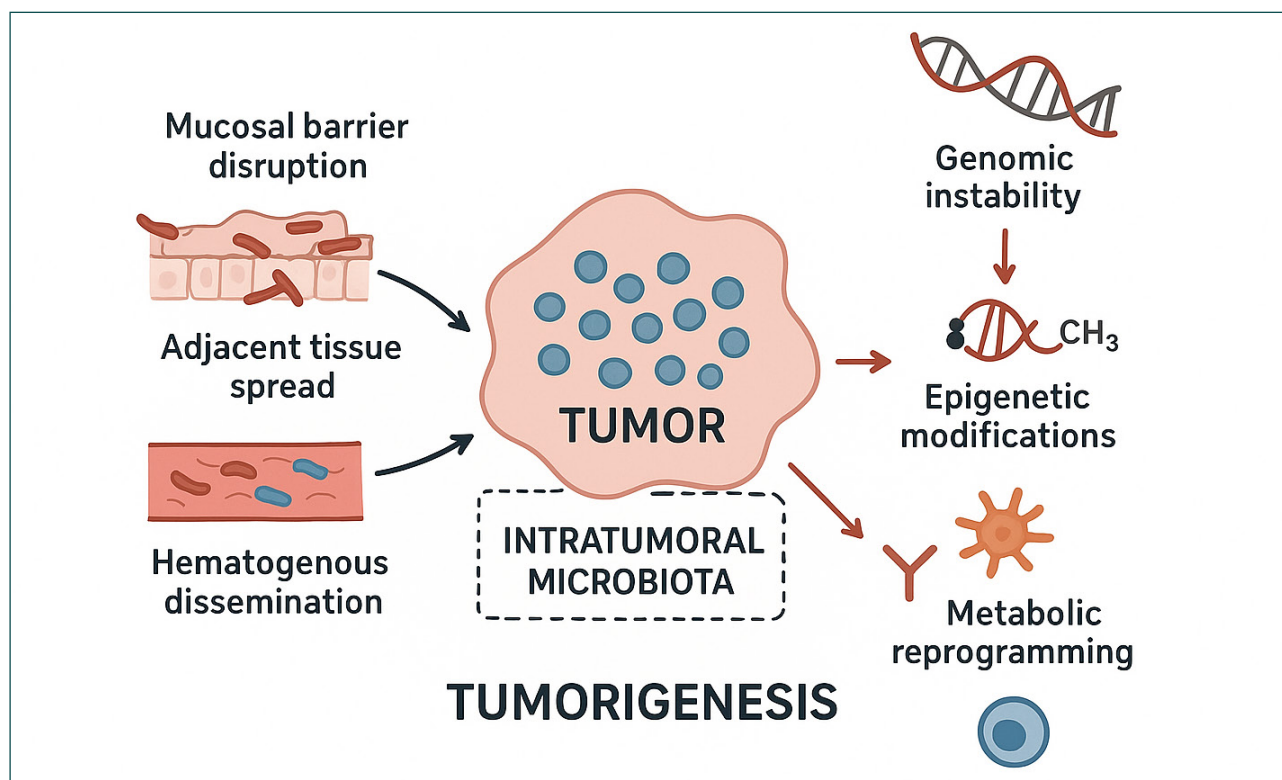 Mucosal barrier
disruption
Adjacent tissue
spread
Hematogenous
dissemination
TUMOR
INTRATUMORAL
MICROBIOTA
TUMORIGENESIS
Genomic
instability
CH₃
Epigenetic
modifications
Metabolic
reprogramming